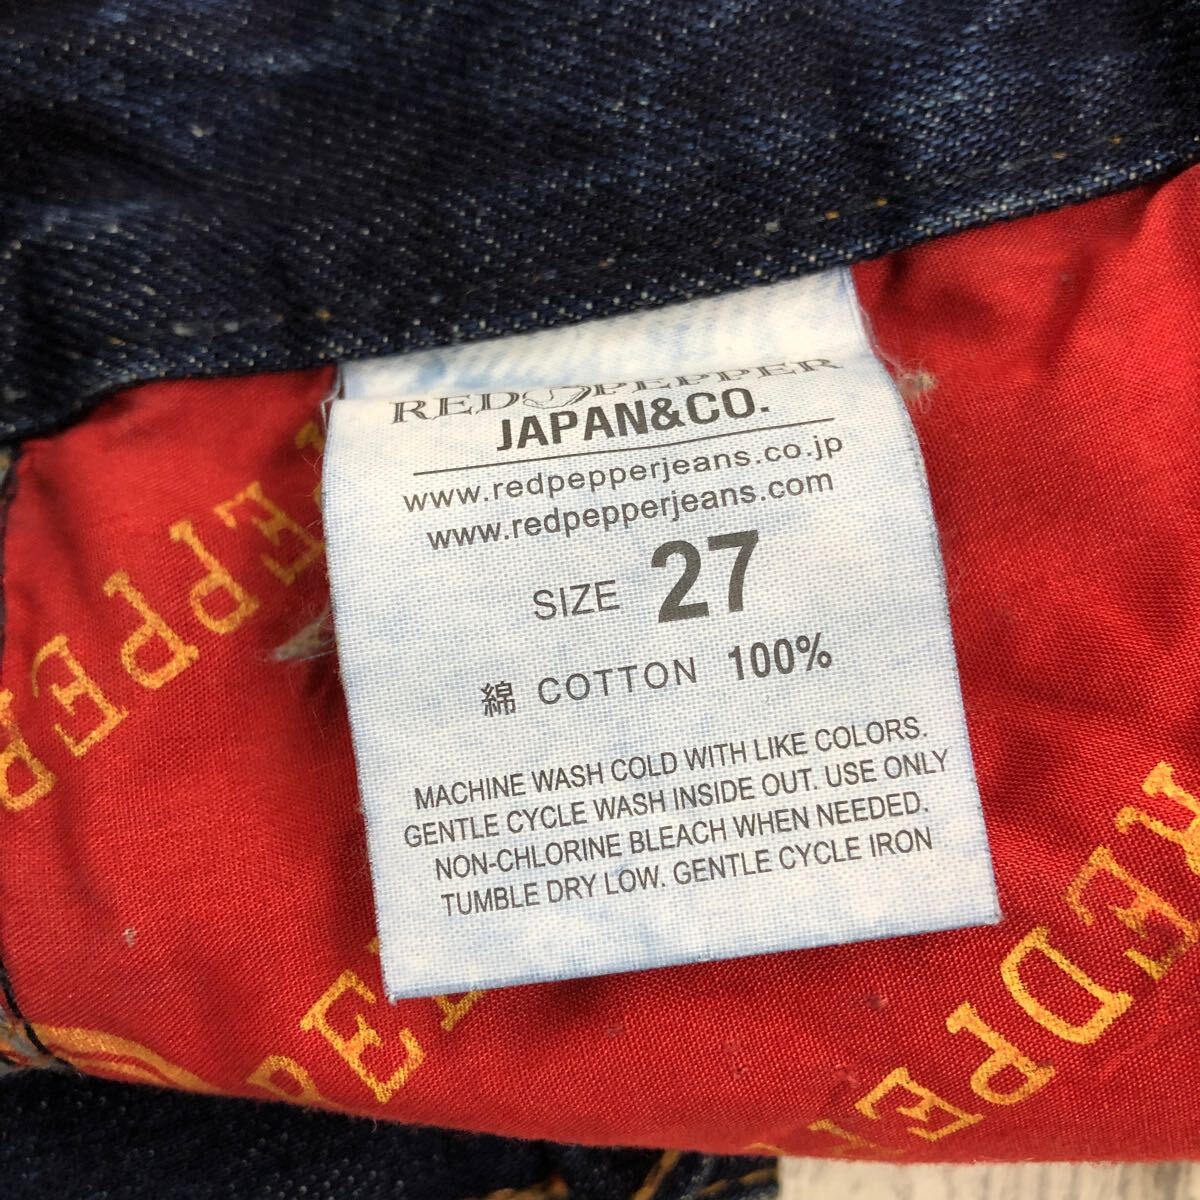 RED PEPPER
JAPAN&CO.
www.redpepperjeans.co.jp
www.redpepperjeans.com
SIZE 27
綿 COTTON 100%
MACHINE WASH COLD WITH LIKE COLORS.
GENTLE CYCLE WASH INSIDE OUT. USE ONLY
NON-CHLORINE BLEACH WHEN NEEDED.
TUMBLE DRY LOW. GENTLE CYCLE IRON